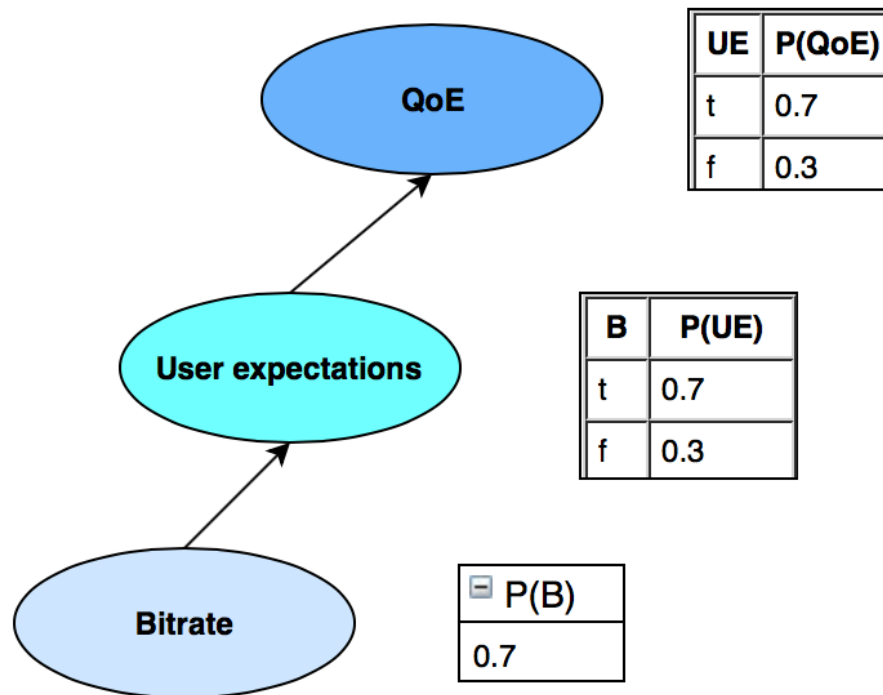 QoE
UE P(QoE)
t 0.7
f 0.3
User expectations
B P(UE)
t 0.7
f 0.3
Bitrate
P(B)
0.7